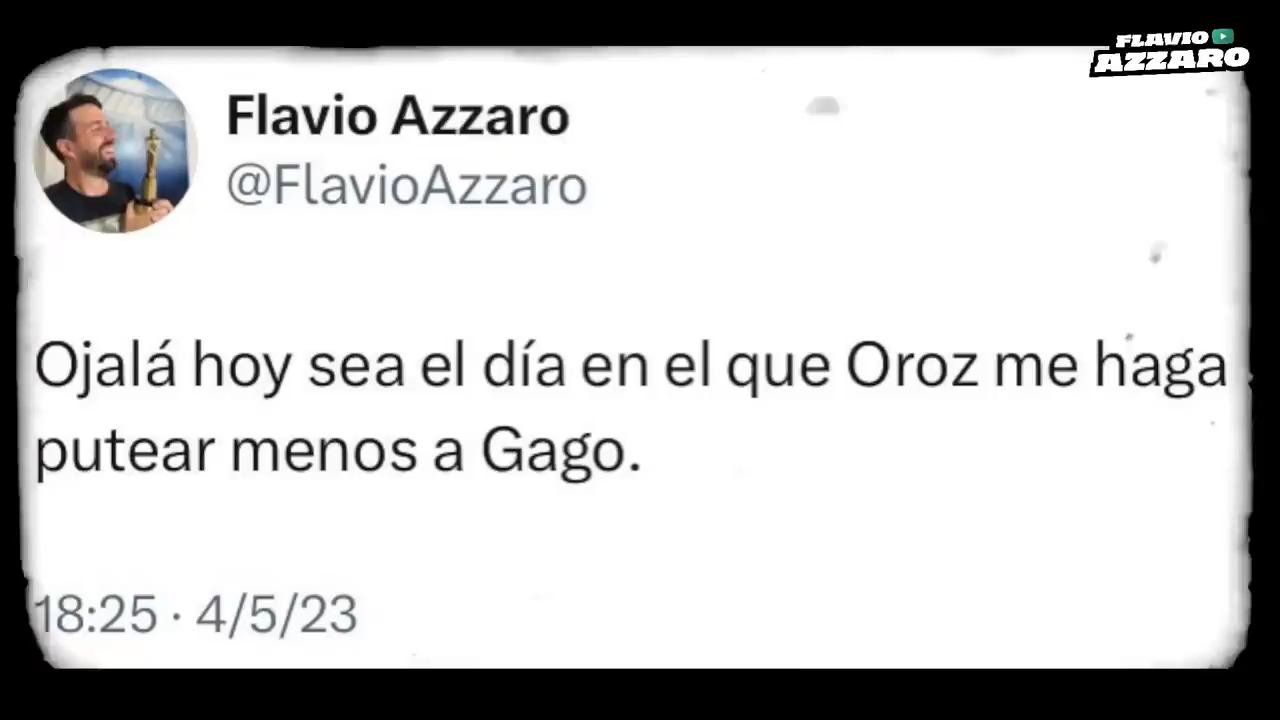 FLAVIO
AZZARO
Flavio Azzaro
@FlavioAzzaro
Ojalá hoy sea el día en el que Oroz me haga
putear menos a Gago.
18:25 · 4/5/23